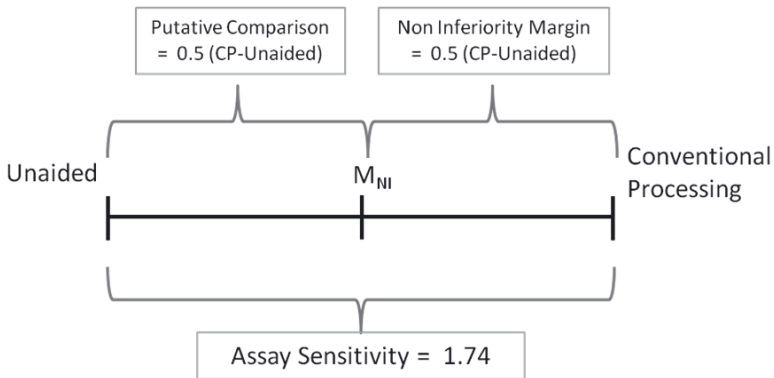 Putative Comparison
= 0.5 (CP-Unaided)
Non Inferiority Margin
= 0.5 (CP-Unaided)
Unaided
MNI
Conventional
Processing
Assay Sensitivity = 1.74